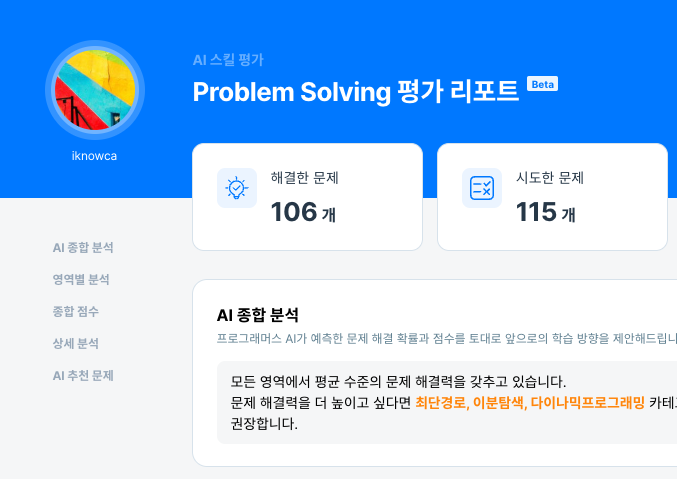 AI 스킬 평가
Problem Solving 평가 리포트 Beta
iknowca
해결한 문제
106 개
시도한 문제
115 개
AI 종합 분석
영역별 분석
종합 점수
상세 분석
AI 추천 문제
AI 종합 분석
프로그래머스 AI가 예측한 문제 해결 확률과 점수를 토대로 앞으로의 학습 방향을 제안해드립니
모든 영역에서 평균 수준의 문제 해결력을 갖추고 있습니다.
문제 해결력을 더 높이고 싶다면 최단경로, 이분탐색, 다이나믹프로그래밍 카테
권장합니다.